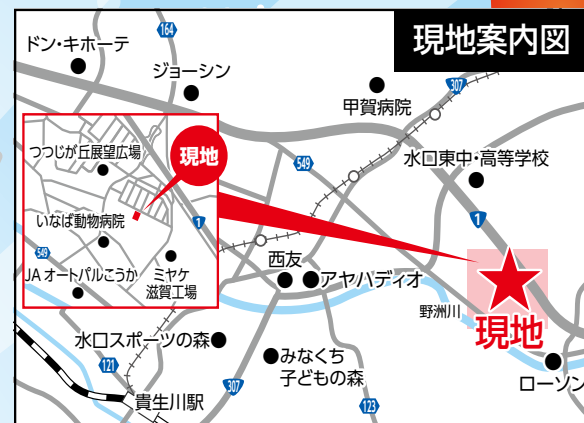 現地案内図
ドン・キホーテ
164
ジョーシン
307
甲賀病院
549
水口東中・高等学校
1
つつじが丘展望広場
現地
いなば動物病院
1
549
JAオートパルこうか
ミヤケ
滋賀工場
西友
アヤハディオ
野洲川
現地
ローソン
水口スポーツの森
みなくち
子どもの森
121
307
123
貴生川駅